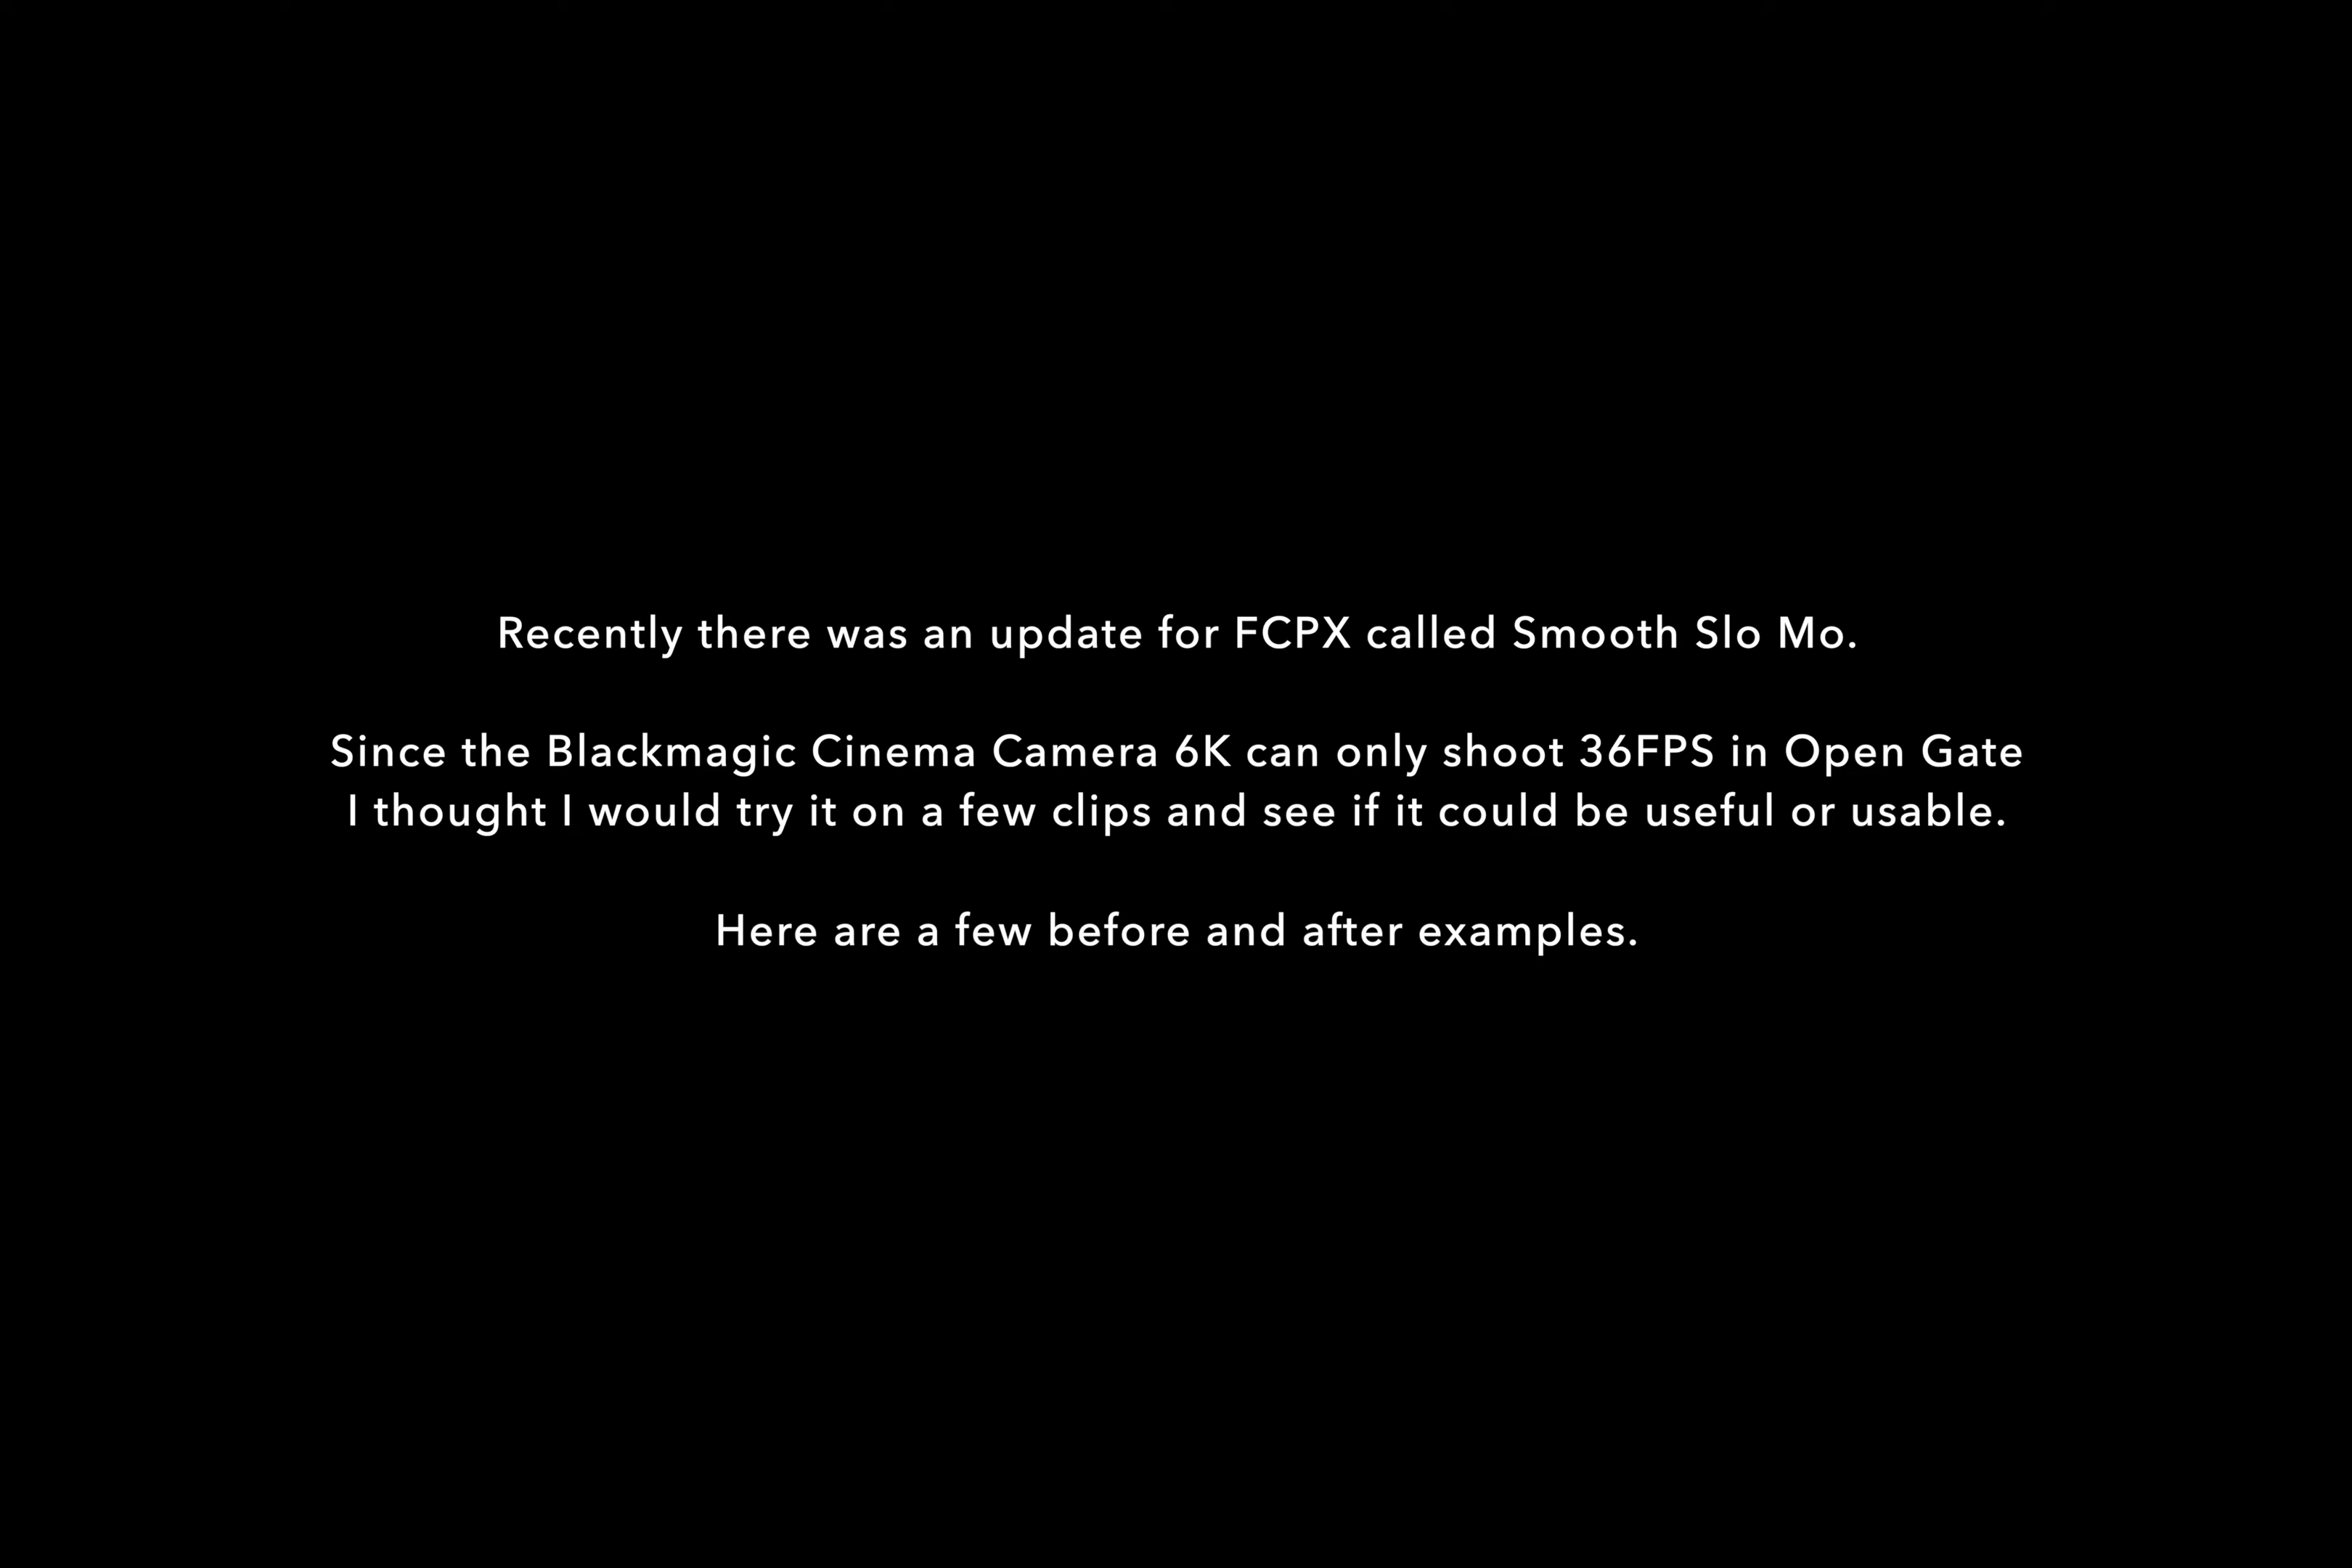 Recently there was an update for FCPX called Smooth Slo Mo.
Since the Blackmagic Cinema Camera 6K can only shoot 36FPS in Open Gate
I thought I would try it on a few clips and see if it could be useful or usable.
Here are a few before and after examples.